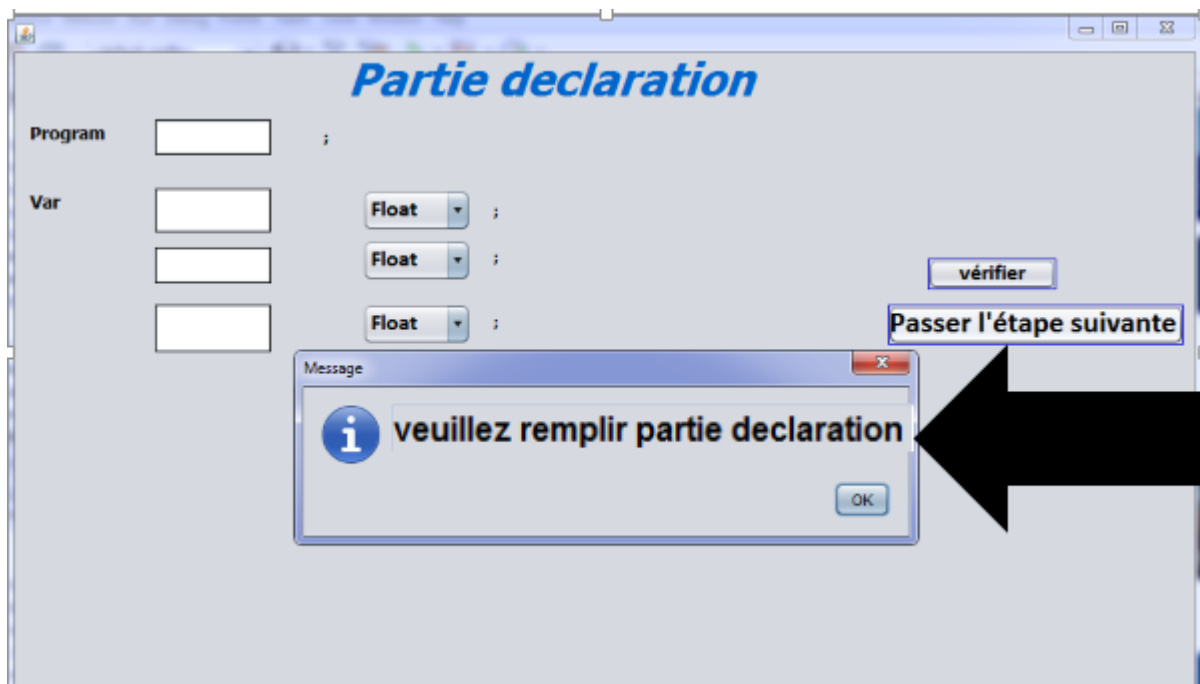 Partie declaration
Program ;
Var Float ;
Float ;
vérifier
Float ;
Passer l'étape suivante
Message
veuillez remplir partie declaration
OK